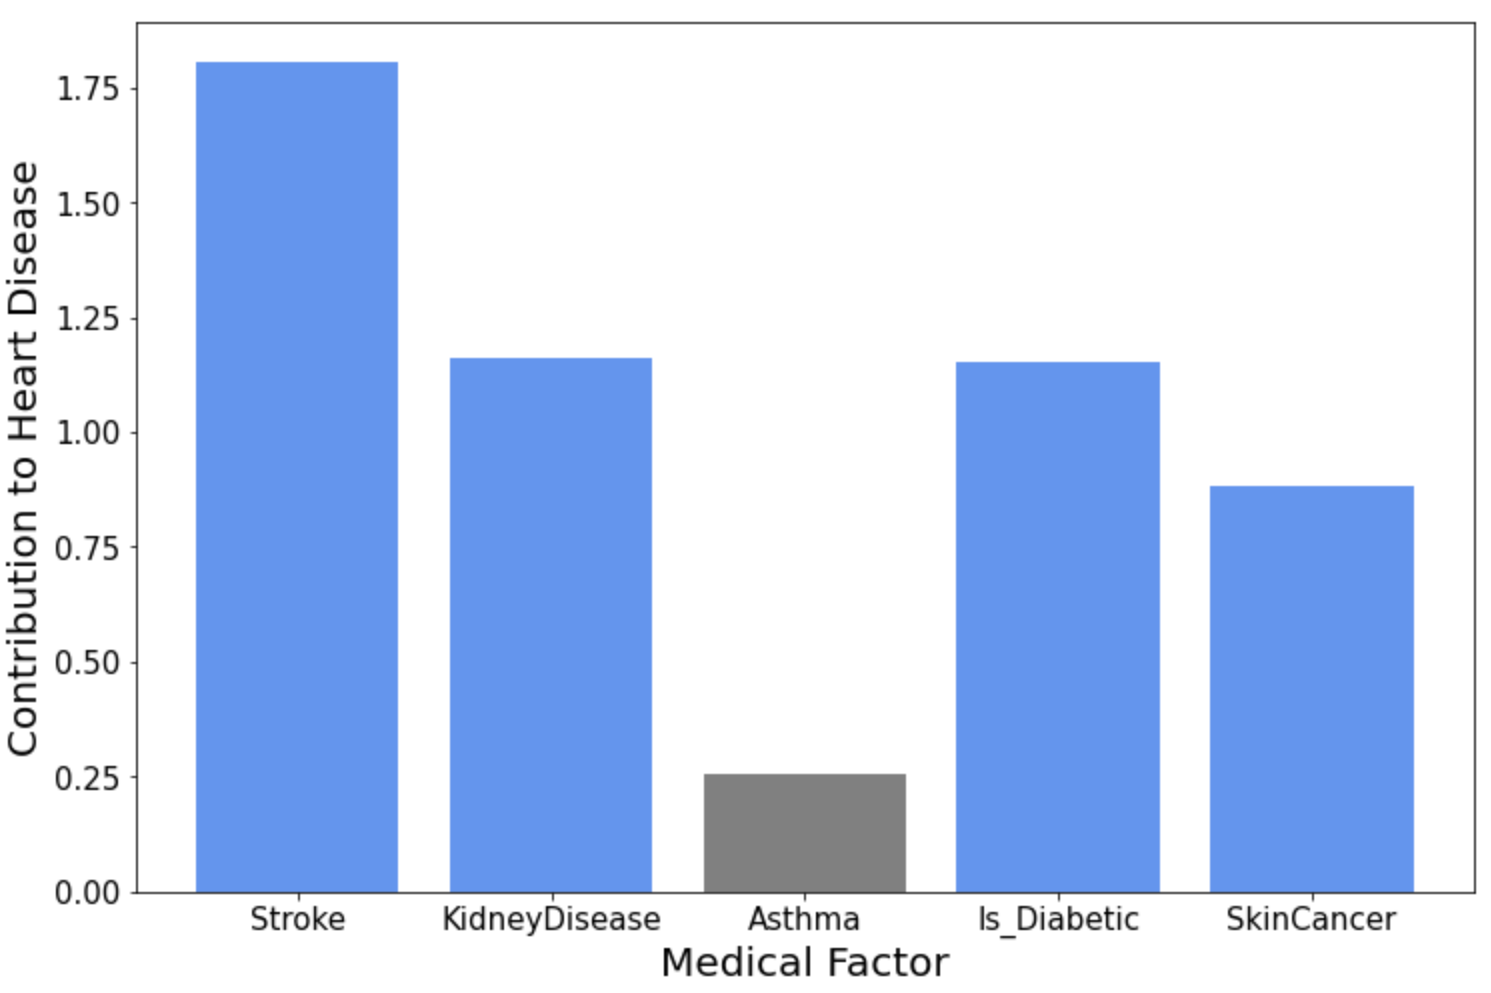 Contribution to Heart Disease
1.75
1.50
1.25
1.00
0.75
0.50
0.25
0.00
Stroke KidneyDisease Asthma Is_Diabetic SkinCancer
Medical Factor